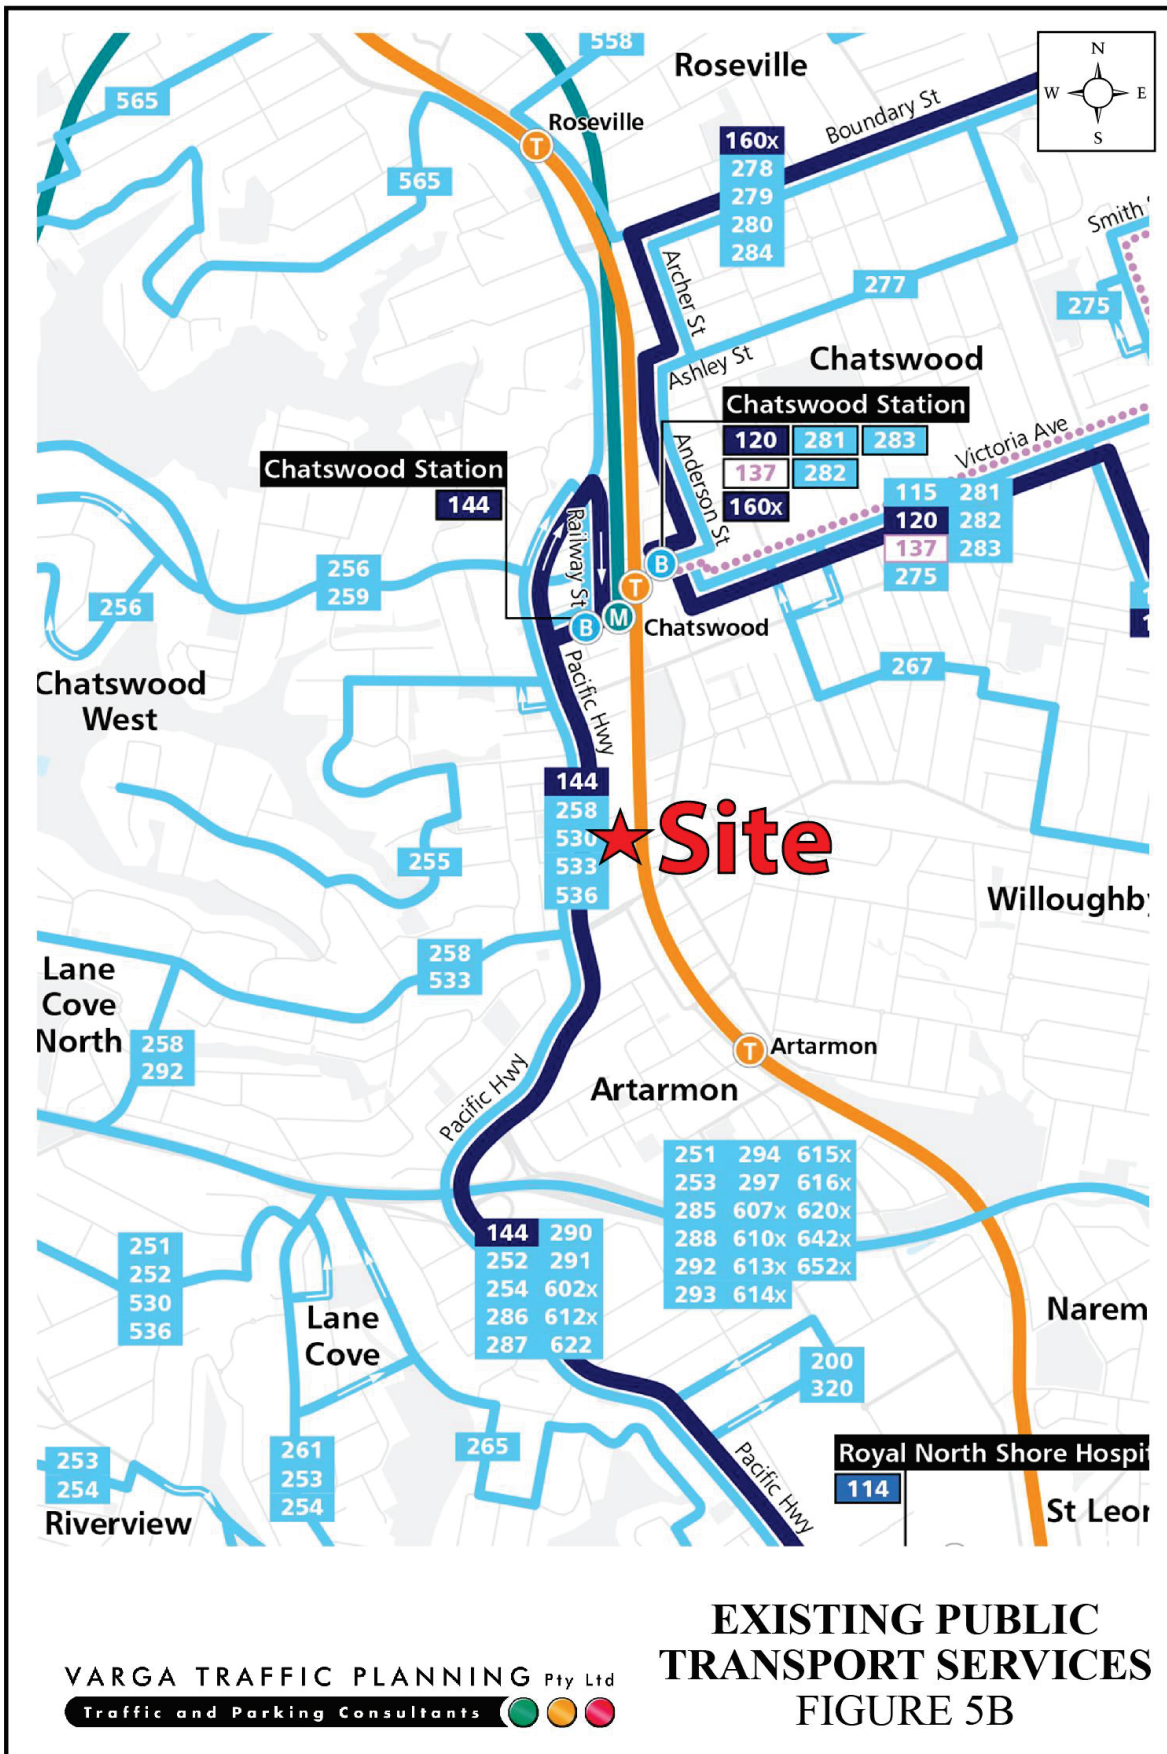 558
Roseville
N
W E
S
565
Boundary St
Roseville
T
160x
278
279
280
284
565
Smith
Archer St
277
275
Ashley St
Chatswood
Chatswood Station
120 281 283
137 282
160x
Anderson St
Victoria Ave
Chatswood Station
144
115 281
120 282
137 283
275
Railway St
B
T
M
B
Chatswood
256
259
256
Pacific Hwy
267
Chatswood
West
144
258
530
533
536
Site
255
Willoughby
258
533
Lane
Cove
North
258
292
T
Artarmon
Pacific Hwy
Artarmon
251 294 615x
253 297 616x
285 607x 620x
288 610x 642x
292 613x 652x
293 614x
144 290
252 291
254 602x
286 612x
287 622
251
252
530
536
Lane
Cove
Narem
200
320
253
254
261
253
254
265
Pacific Hwy
Royal North Shore Hospit
114
Riverview
St Leor
EXISTING PUBLIC
TRANSPORT SERVICES
FIGURE 5B
VARGA TRAFFIC PLANNING Pty Ltd
Traffic and Parking Consultants